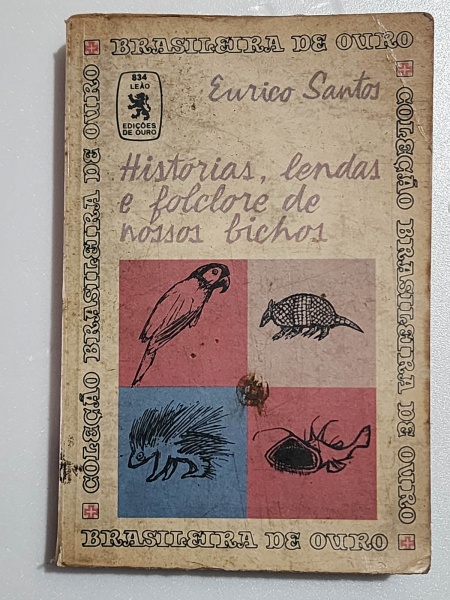 BRASILEIRA DE OURO
834
LEÃO
EDIÇÕES
DE OURO
Eurico Santos
Histórias, lendas
e folclore de
nossos bichos
COLEÇÃO BRASILEIRA DE OURO
COLEÇÃO BRASILEIRA DE OURO
BRASILEIRA DE OURO